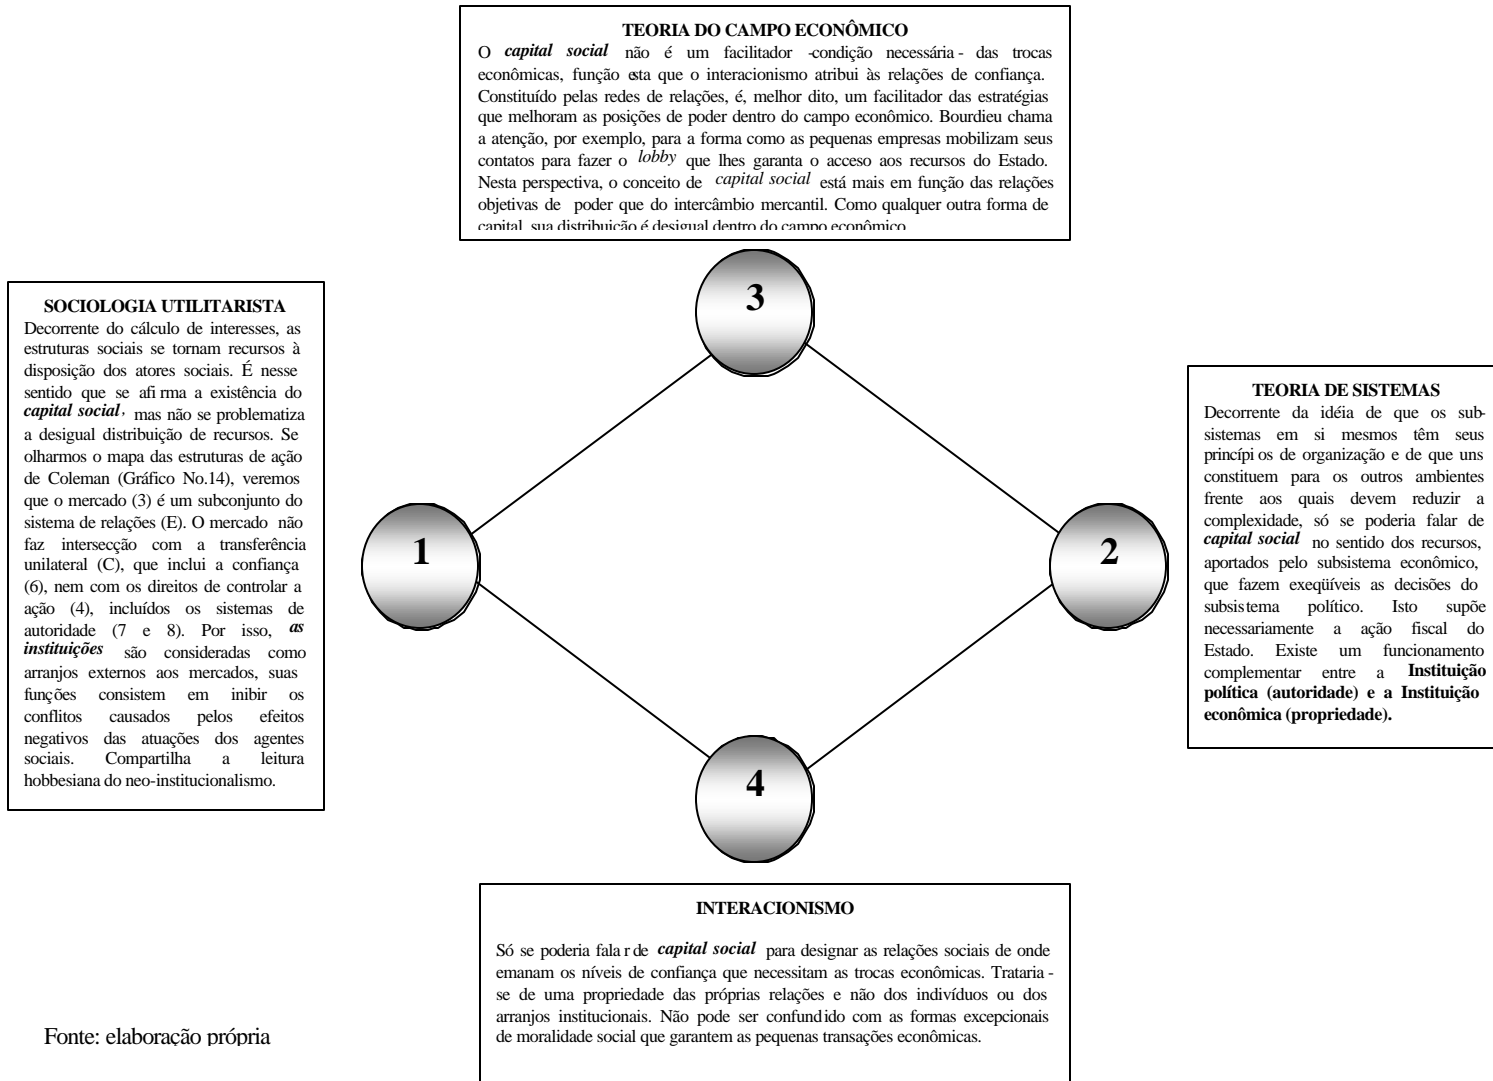 TEORIA DO CAMPO ECONÔMICO
O capital social não é um facilitador -condição necessária - das trocas
econômicas, função esta que o interacionismo atribui às relações de confiança.
Constituído pelas redes de relações, é, melhor dito, um facilitador das estratégias
que melhoram as posições de poder dentro do campo econômico. Bourdieu chama
a atenção, por exemplo, para a forma como as pequenas empresas mobilizam seus
contatos para fazer o lobby que lhes garanta o acceso aos recursos do Estado.
Nesta perspectiva, o conceito de capital social está mais em função das relações
objetivas de poder que do intercâmbio mercantil. Como qualquer outra forma de
capital, sua distribuição é desigual dentro do campo econômico
3
SOCIOLOGIA UTILITARISTA
Decorrente do cálculo de interesses, as
estruturas sociais se tornam recursos à
disposição dos atores sociais. É nesse
sentido que se afirma a existência do
capital social, mas não se problematiza
a desigual distribuição de recursos. Se
olharmos o mapa das estruturas de ação
de Coleman (Gráfico No.14), veremos
que o mercado (3) é um subconjunto do
sistema de relações (E). O mercado não
faz intersecção com a transferência
unilateral (C), que inclui a confiança
(6), nem com os direitos de controlar a
ação (4), incluídos os sistemas de
autoridade (7 e 8). Por isso, as
instituições são consideradas como
arranjos externos aos mercados, suas
funções consistem em inibir os
conflitos causados pelos efeitos
negativos das atuações dos agentes
sociais. Compartilha a leitura
hobbesiana do neo-institucionalismo.
1
2
TEORIA DE SISTEMAS
Decorrente da idéia de que os sub-
sistemas em si mesmos têm seus
princípios de organização e de que uns
constituem para os outros ambientes
frente aos quais devem reduzir a
complexidade, só se poderia falar de
capital social no sentido dos recursos,
aportados pelo subsistema econômico,
que fazem exeqüíveis as decisões do
subsistema político. Isto supõe
necessariamente a ação fiscal do
Estado. Existe um funcionamento
complementar entre a Instituição
política (autoridade) e a Instituição
econômica (propriedade).
4
INTERACIONISMO
Só se poderia falar de capital social para designar as relações sociais de onde
emanam os níveis de confiança que necessitam as trocas econômicas. Trataria -
se de uma propriedade das próprias relações e não dos indivíduos ou dos
arranjos institucionais. Não pode ser confundido com as formas excepcionais
de moralidade social que garantem as pequenas transações econômicas.
Fonte: elaboração própria